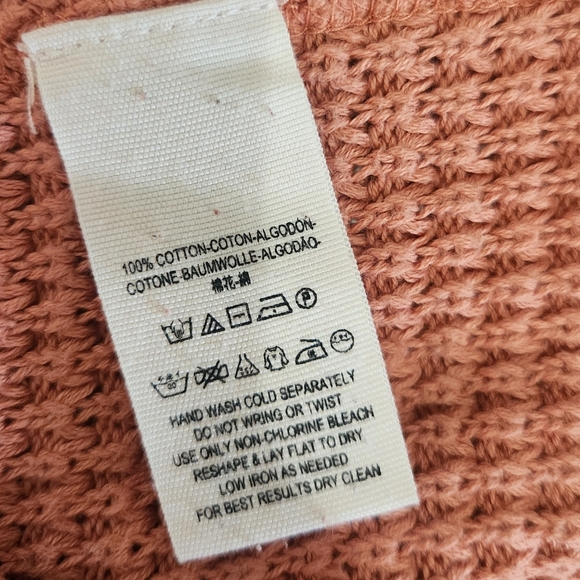 100% COTTON-COTON-ALGODÓN-
COTONE-BAUMWOLLE-ALGODÃO-
棉花-綿
HAND WASH COLD SEPARATELY
DO NOT WRING OR TWIST
USE ONLY NON-CHLORINE BLEACH
RESHAPE & LAY FLAT TO DRY
LOW IRON AS NEEDED
FOR BEST RESULTS DRY CLEAN